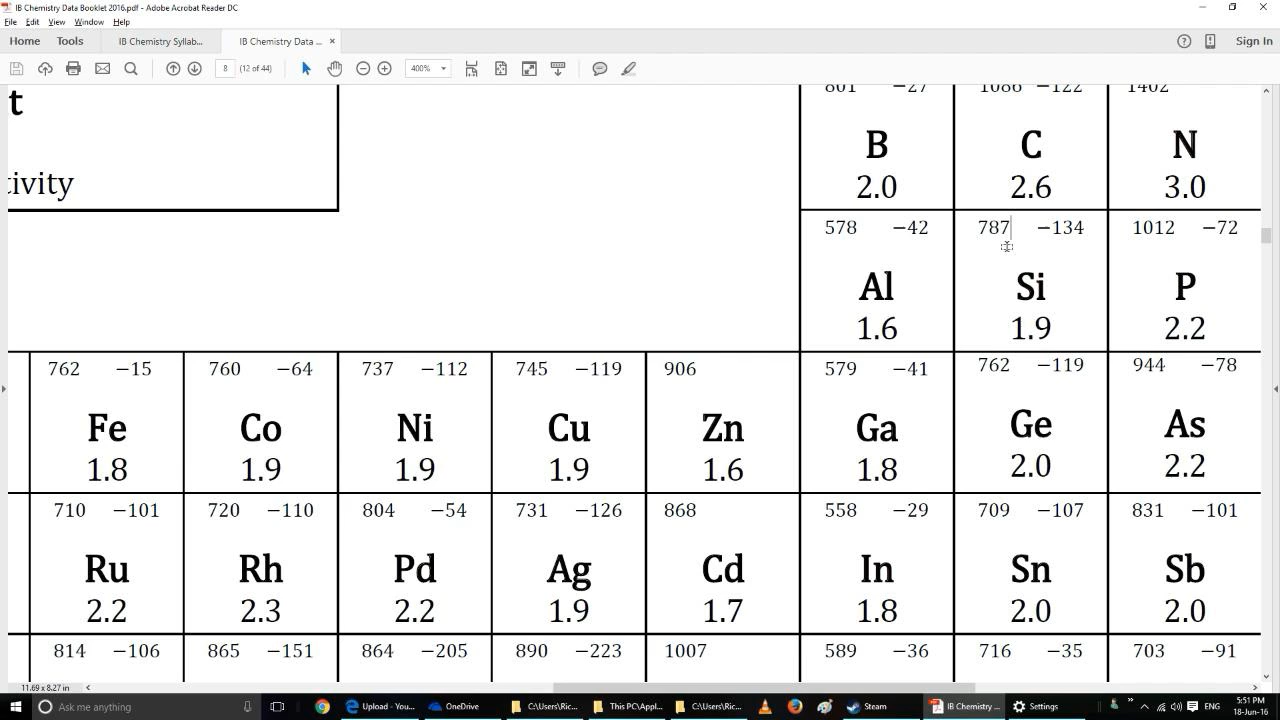 IB Chemistry Data Booklet 2016.pdf - Adobe Acrobat Reader DC
File Edit View Window Help
Home Tools IB Chemistry Syllab... IB Chemistry Data ... × Sign In
8 (12 of 44) 400%
t
tivity
801 −27 1086 −122 1402
B C N
2.0 2.6 3.0
578 −42 787 −134 1012 −72
Al Si P
1.6 1.9 2.2
762 −15 760 −64 737 −112 745 −119 906 579 −41 762 −119 944 −78
Fe Co Ni Cu Zn Ga Ge As
1.8 1.9 1.9 1.9 1.6 1.8 2.0 2.2
710 −101 720 −110 804 −54 731 −126 868 558 −29 709 −107 831 −101
Ru Rh Pd Ag Cd In Sn Sb
2.2 2.3 2.2 1.9 1.7 1.8 2.0 2.0
814 −106 865 −151 864 −205 890 −223 1007 589 −36 716 −35 703 −91
11.69 x 8.27 in
Ask me anything Upload - You... OneDrive C:\Users\Ric... This PC\Appl... C:\Users\Ric... Steam IB Chemistry ... Settings ENG 5:51 PM
18-Jun-16